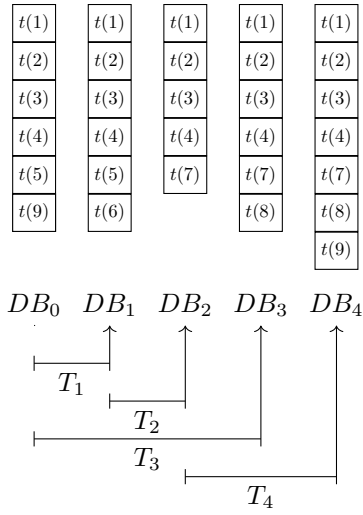 t(1) t(1) t(1) t(1) t(1)
t(2) t(2) t(2) t(2) t(2)
t(3) t(3) t(3) t(3) t(3)
t(4) t(4) t(4) t(4) t(4)
t(5) t(5) t(7) t(7) t(7)
t(9) t(6) t(8) t(8)
t(9)
DB₀ DB₁ DB₂ DB₃ DB₄
T₁
T₂
T₃
T₄